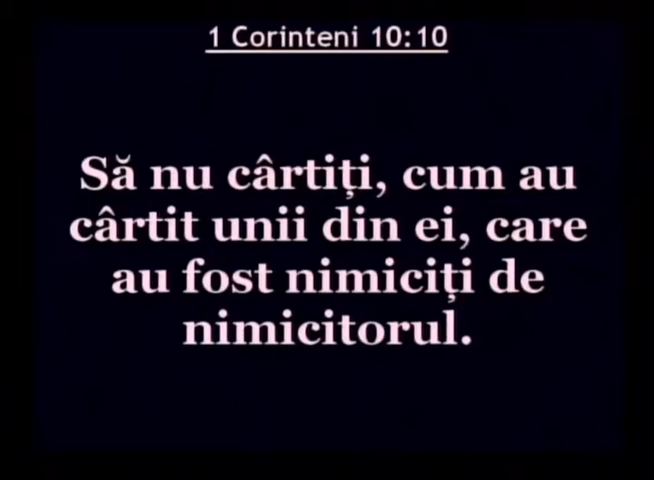 1 Corinteni 10:10
Să nu cârtiți, cum au
cârtit unii din ei, care
au fost nimiciți de
nimicitorul.